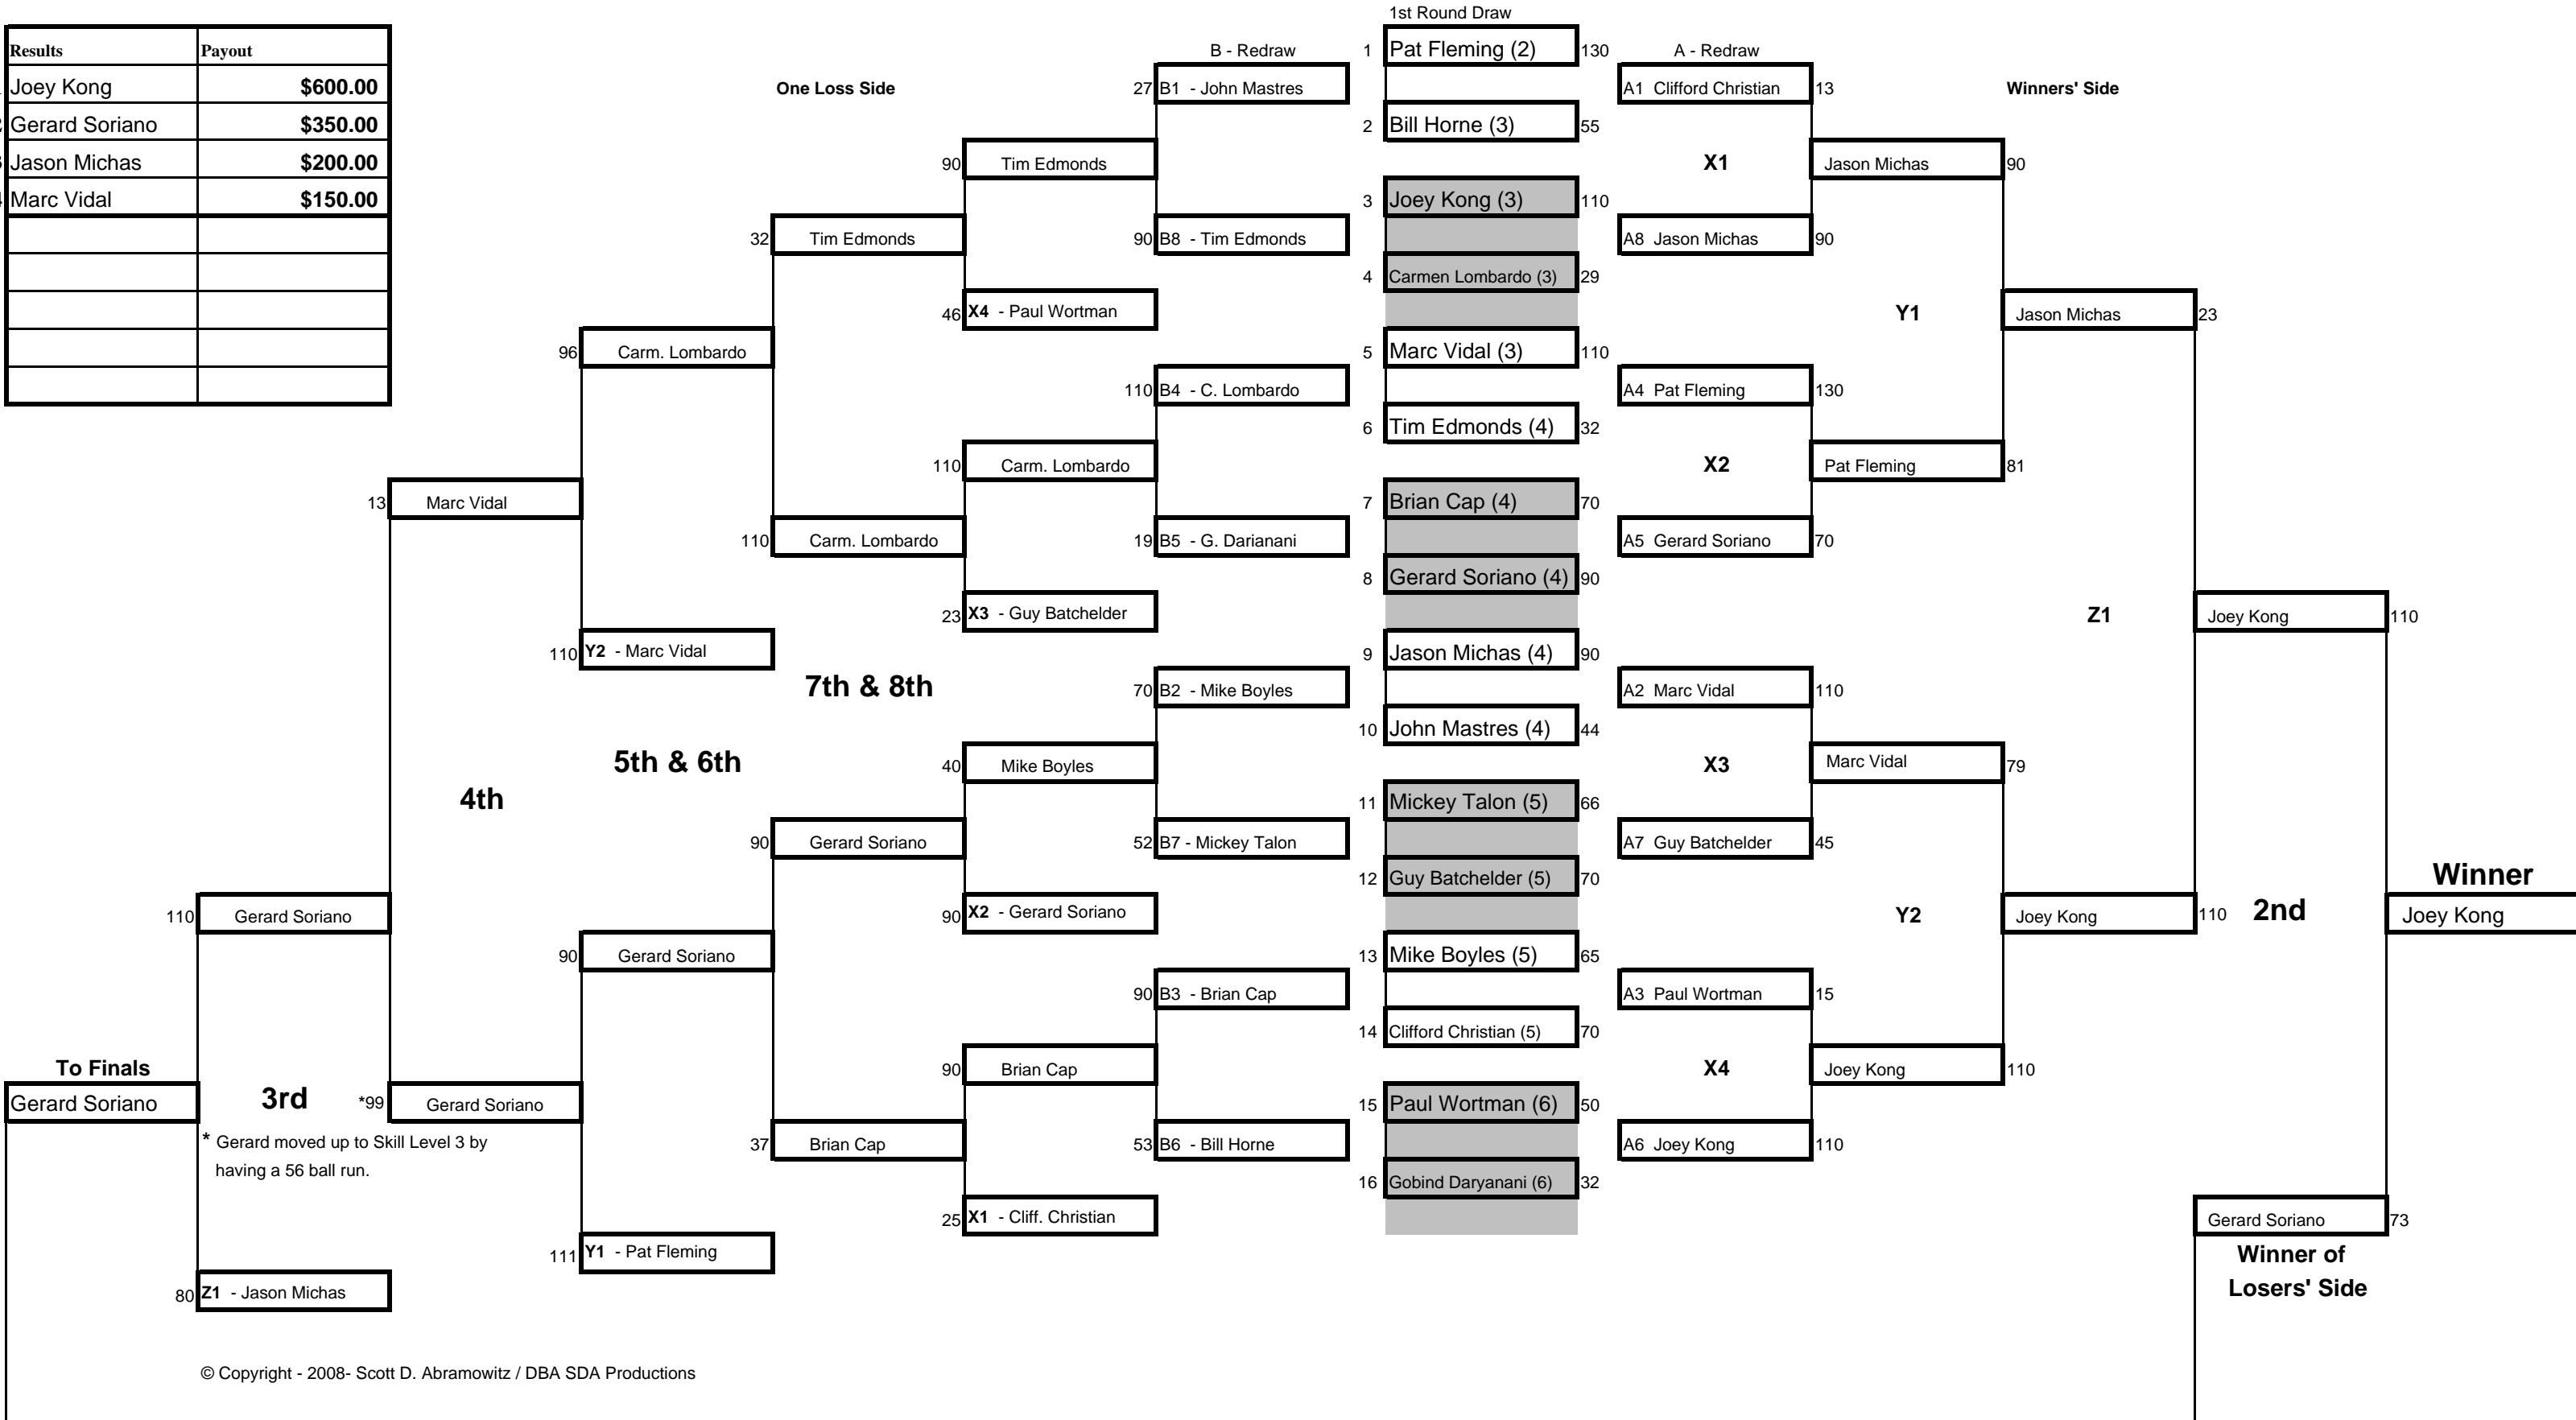 1st Round Draw
Results Payout
Joey Kong $600.00
Gerard Soriano $350.00
Jason Michas $200.00
Marc Vidal $150.00
One Loss Side
B - Redraw
27 B1 - John Mastres
90 Tim Edmonds
32 Tim Edmonds
90 B8 - Tim Edmonds
46 X4 - Paul Wortman
96 Carm. Lombardo
110 B4 - C. Lombardo
110 Carm. Lombardo
13 Marc Vidal
110 Carm. Lombardo
19 B5 - G. Darianani
23 X3 - Guy Batchelder
110 Y2 - Marc Vidal
7th & 8th
70 B2 - Mike Boyles
5th & 6th
40 Mike Boyles
4th
90 Gerard Soriano
52 B7 - Mickey Talon
110 Gerard Soriano
90 X2 - Gerard Soriano
90 Gerard Soriano
90 B3 - Brian Cap
To Finals
90 Brian Cap
Gerard Soriano
3rd
*99 Gerard Soriano
* Gerard moved up to Skill Level 3 by
having a 56 ball run.
37 Brian Cap
53 B6 - Bill Horne
25 X1 - Cliff. Christian
111 Y1 - Pat Fleming
80 Z1 - Jason Michas
1 Pat Fleming (2) 130
2 Bill Horne (3) 55
3 Joey Kong (3) 110
4 Carmen Lombardo (3) 29
5 Marc Vidal (3) 110
6 Tim Edmonds (4) 32
7 Brian Cap (4) 70
8 Gerard Soriano (4) 90
9 Jason Michas (4) 90
10 John Mastres (4) 44
11 Mickey Talon (5) 66
12 Guy Batchelder (5) 70
13 Mike Boyles (5) 65
14 Clifford Christian (5) 70
15 Paul Wortman (6) 50
16 Gobind Daryanani (6) 32
A - Redraw
Winners' Side
A1 Clifford Christian 13
X1
Jason Michas 90
A8 Jason Michas 90
Y1
Jason Michas 23
A4 Pat Fleming 130
X2
Pat Fleming 81
A5 Gerard Soriano 70
Z1
Joey Kong 110
A2 Marc Vidal 110
X3
Marc Vidal 79
A7 Guy Batchelder 45
Winner
Y2
Joey Kong 110
2nd
Joey Kong
A3 Paul Wortman 15
X4
Joey Kong 110
A6 Joey Kong 110
Gerard Soriano 73
Winner of
Losers' Side
© Copyright - 2008- Scott D. Abramowitz / DBA SDA Productions